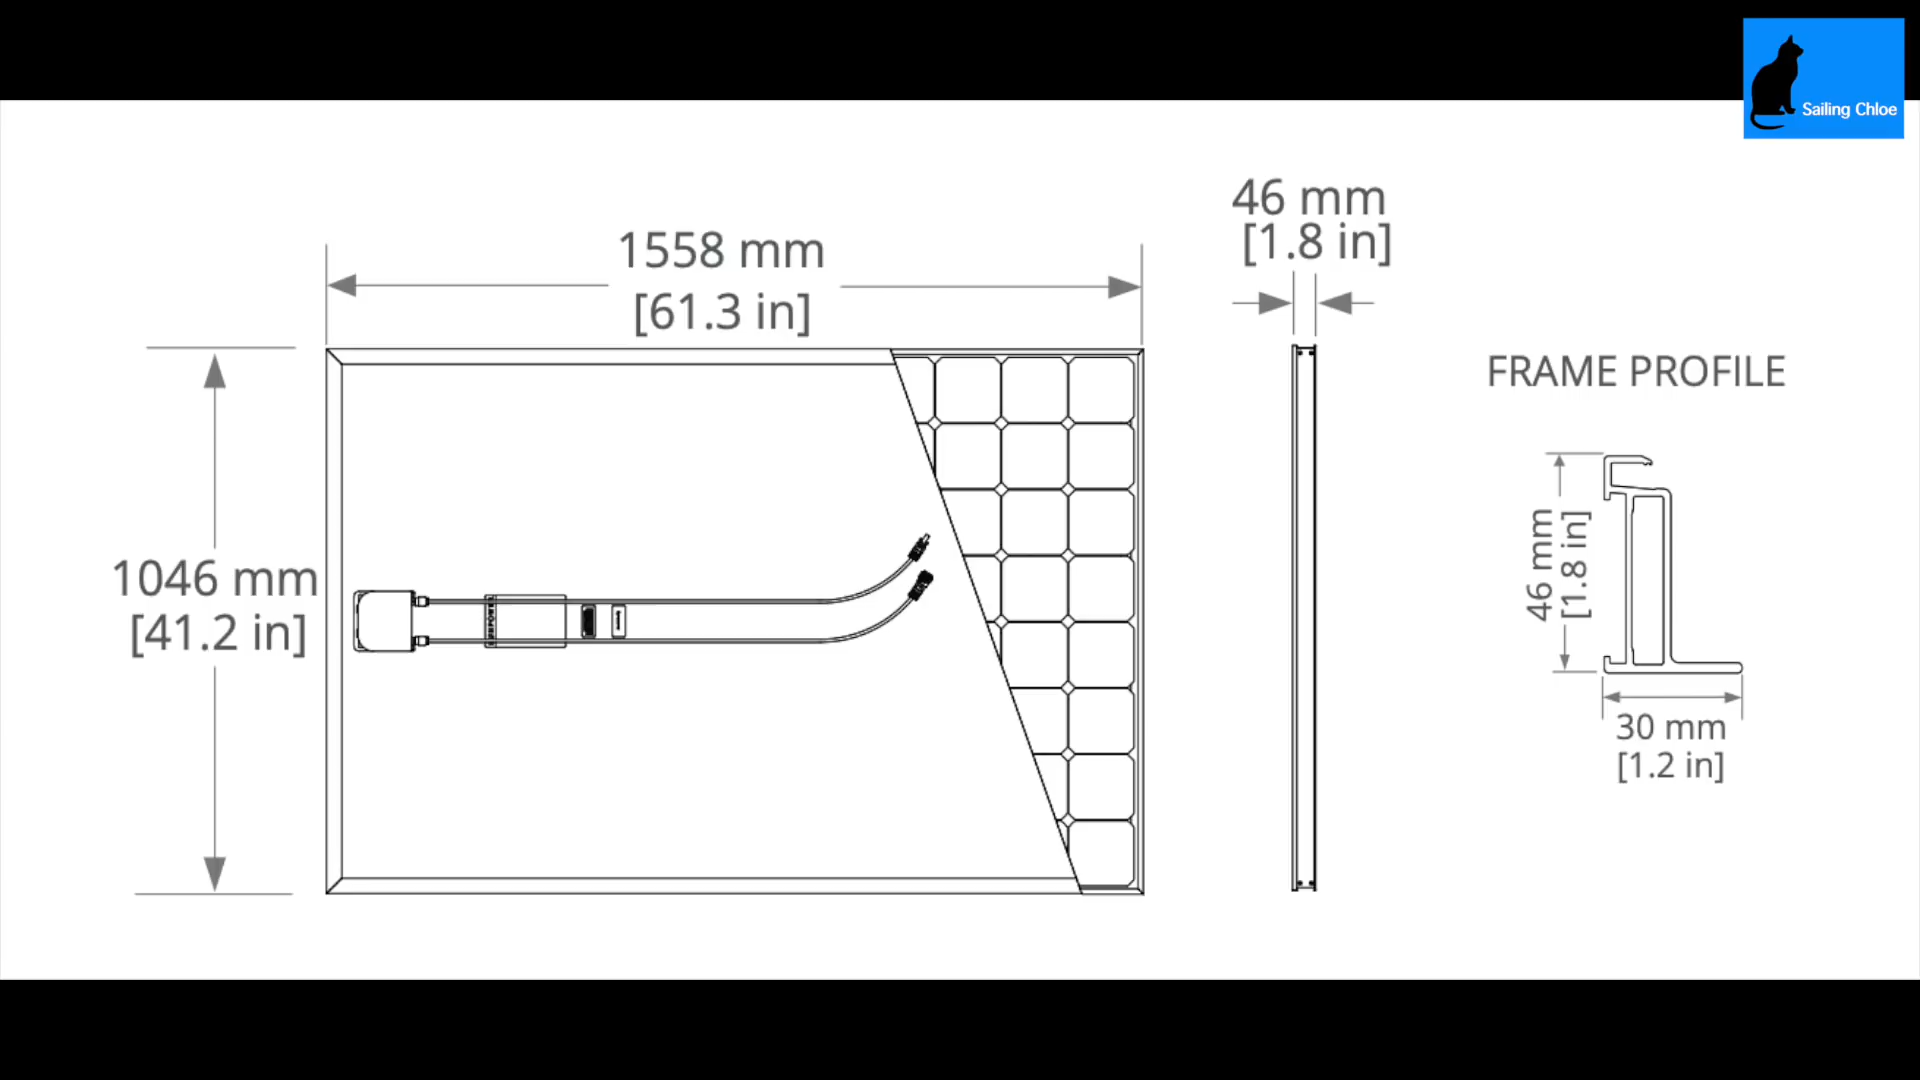 Sailing Chloe
46 mm
[1.8 in]
1558 mm
[61.3 in]
FRAME PROFILE
46 mm
[1.8 in]
1046 mm
[41.2 in]
30 mm
[1.2 in]